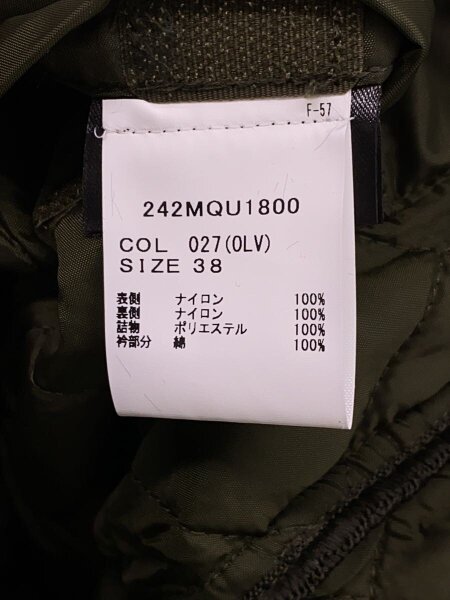 F-57
242MQU1800
COL 027(OLV)
SIZE 38
表側 ナイロン 100%
裏側 ナイロン 100%
詰物 ポリエステル 100%
衿部分 綿 100%